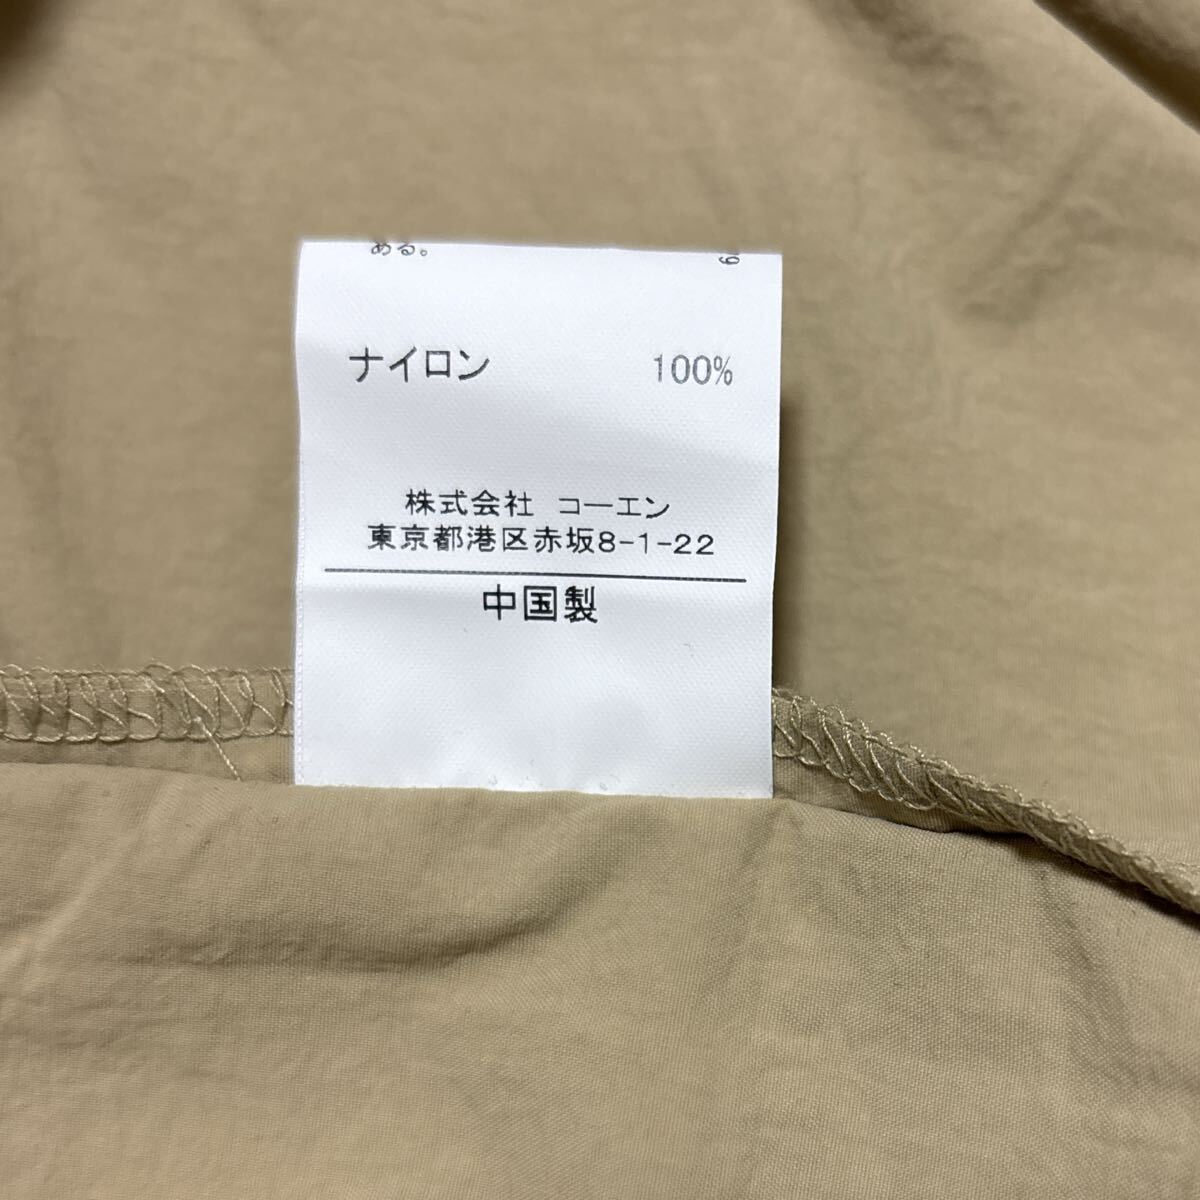 ある。
ナイロン 100%
株式会社 コーエン
東京都港区赤坂8-1-22
中国製